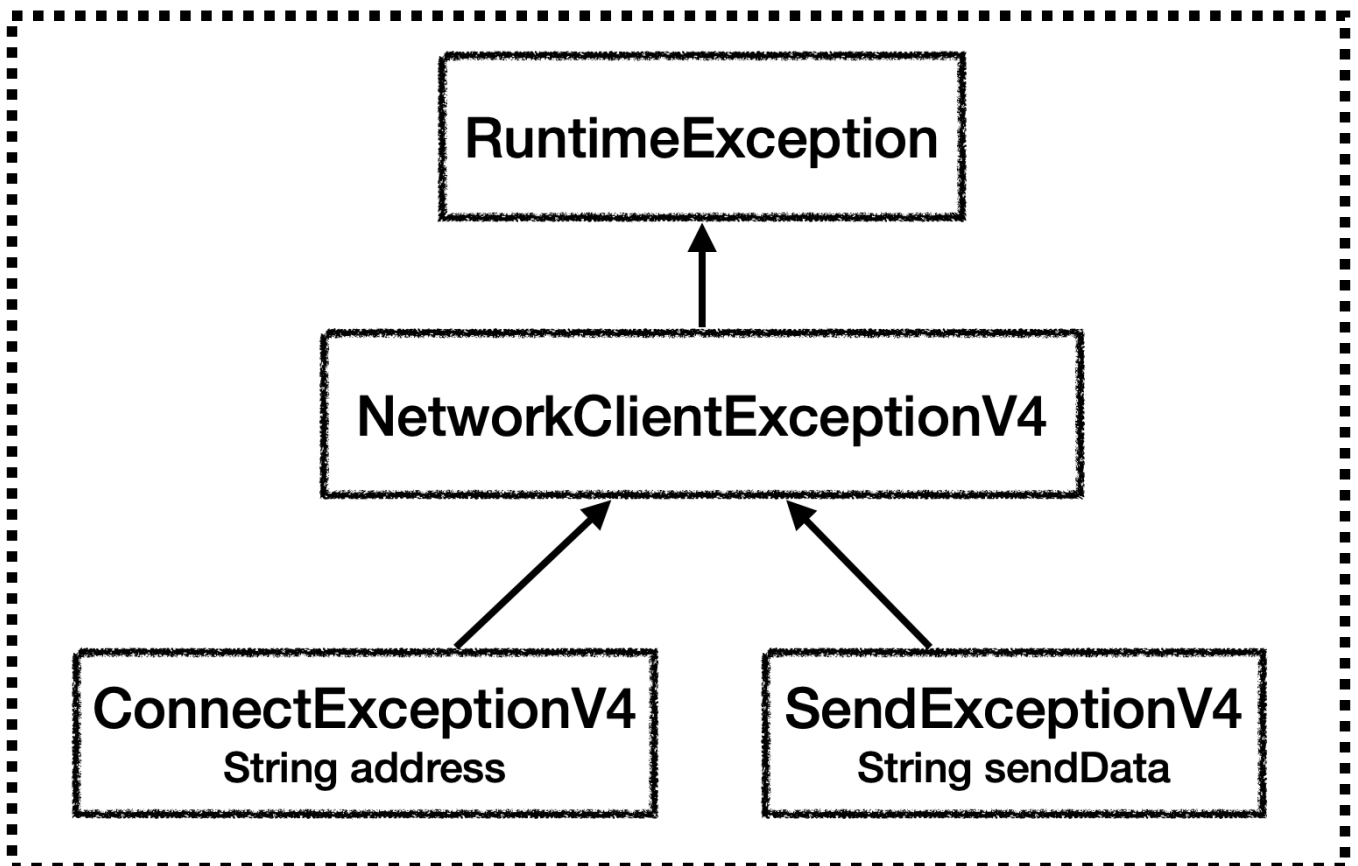 RuntimeException
NetworkClientExceptionV4
ConnectExceptionV4
String address
SendExceptionV4
String sendData